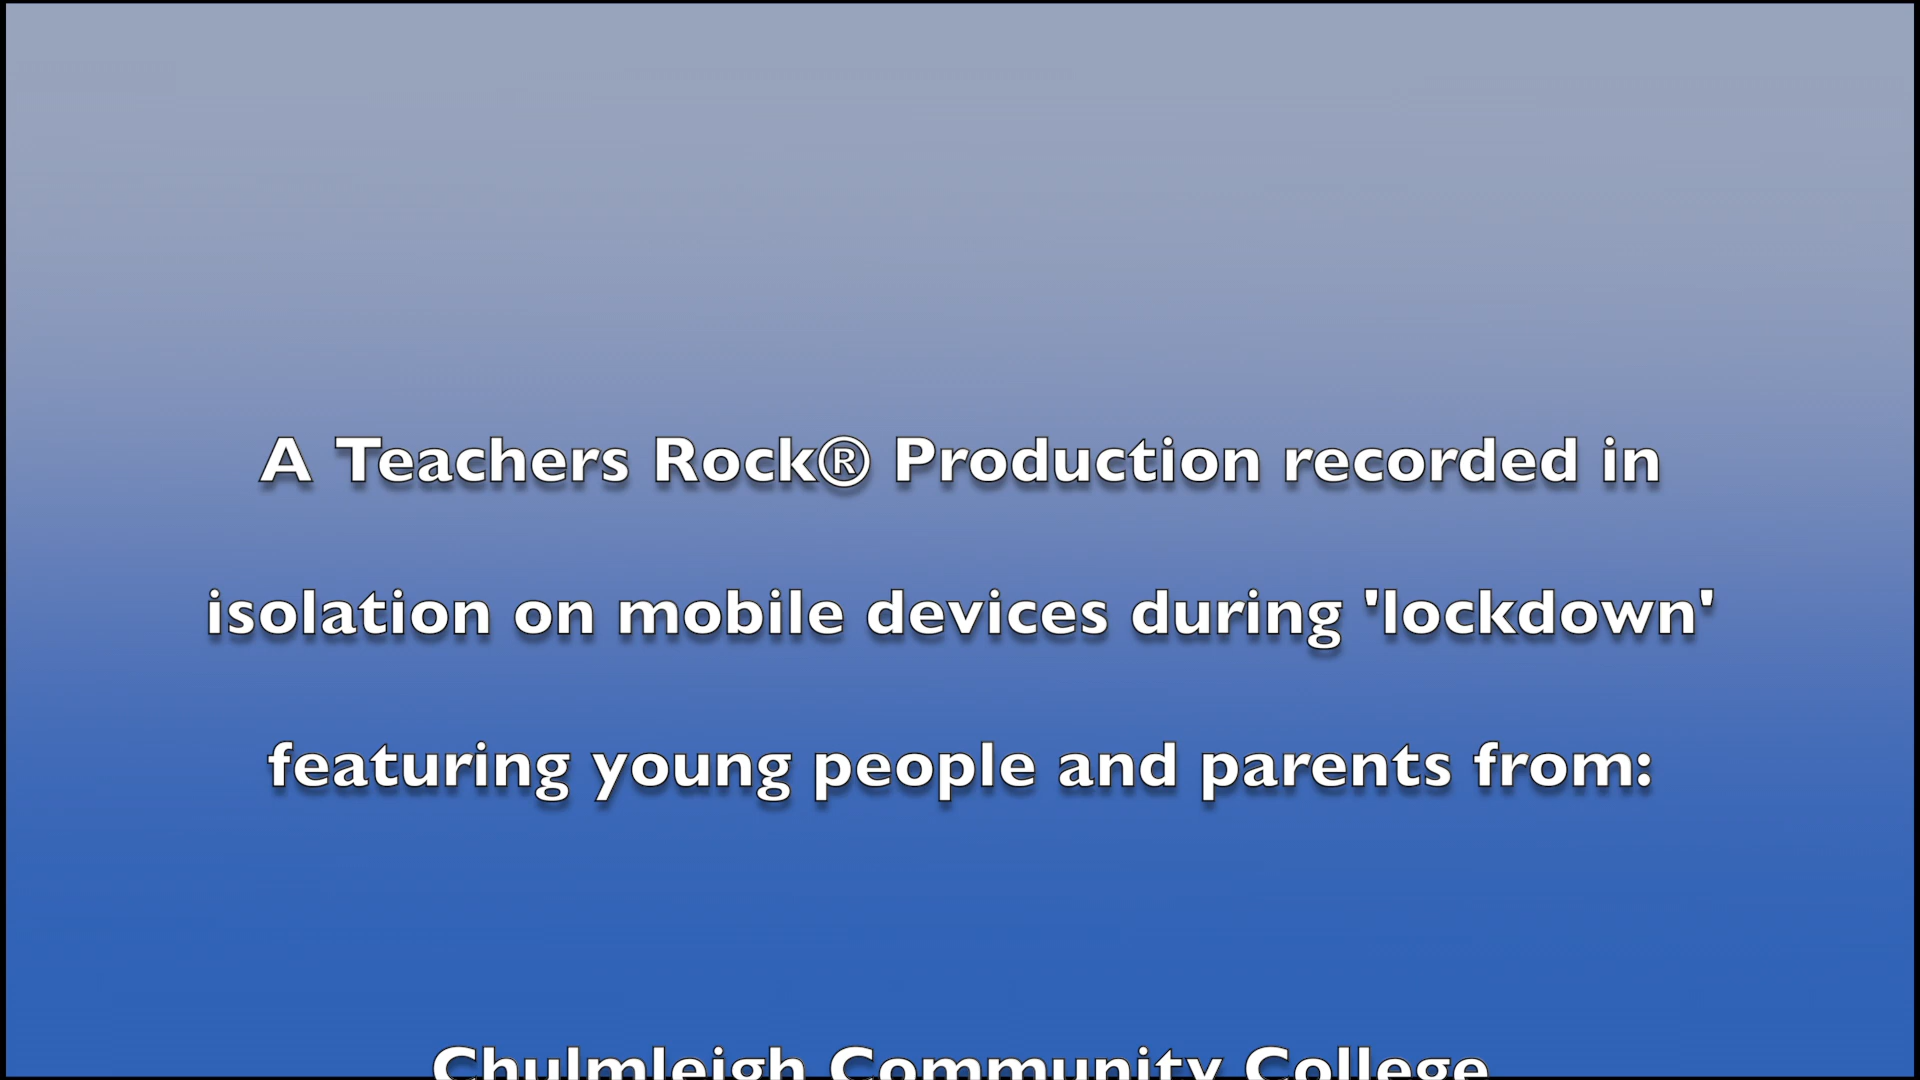 A Teachers Rock® Production recorded in
isolation on mobile devices during 'lockdown'
featuring young people and parents from:
Chulmleigh Community College